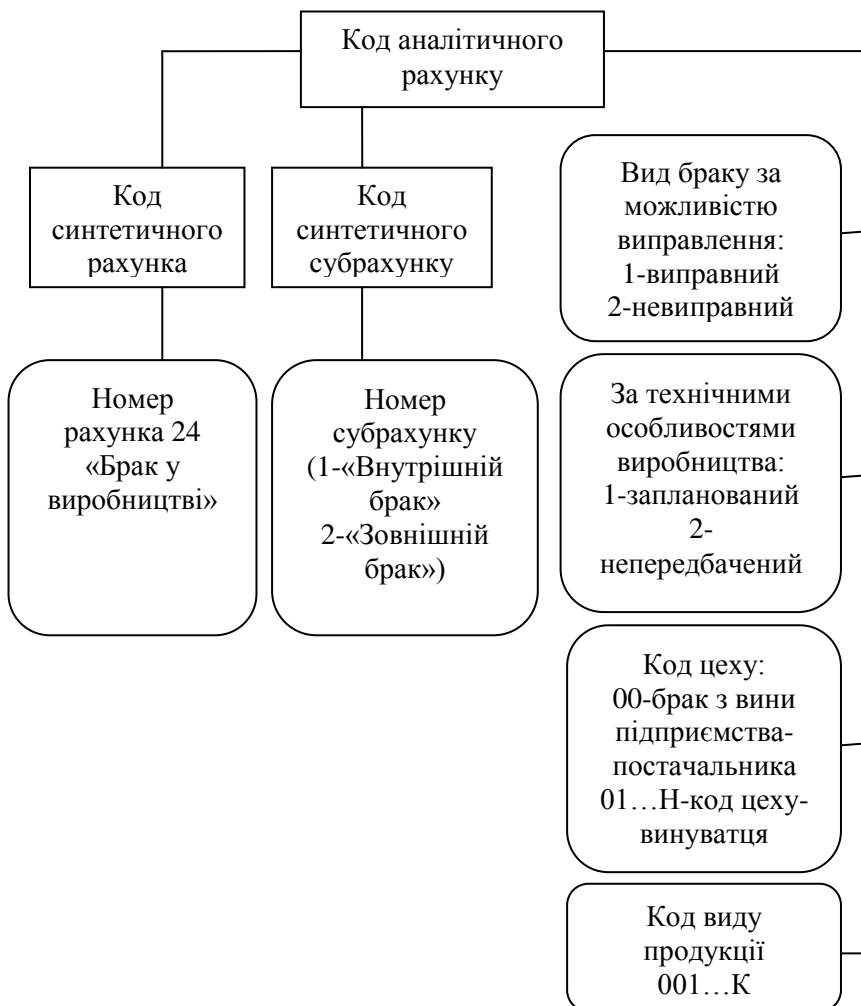 Код аналітичного
рахунку
Код
синтетичного
рахунка
Код
синтетичного
субрахунку
Номер
рахунка 24
«Брак у
виробництві»
Номер
субрахунку
(1-«Внутрішній
брак»
2-«Зовнішній
брак»)
Вид браку за
можливістю
виправлення:
1-виправний
2-невиправний
За технічними
особливостями
виробництва:
1-запланований
2-
непередбачений
Код цеху:
00-брак з вини
підприємства-
постачальника
01…Н-код цеху-
винуватця
Код виду
продукції
001…К